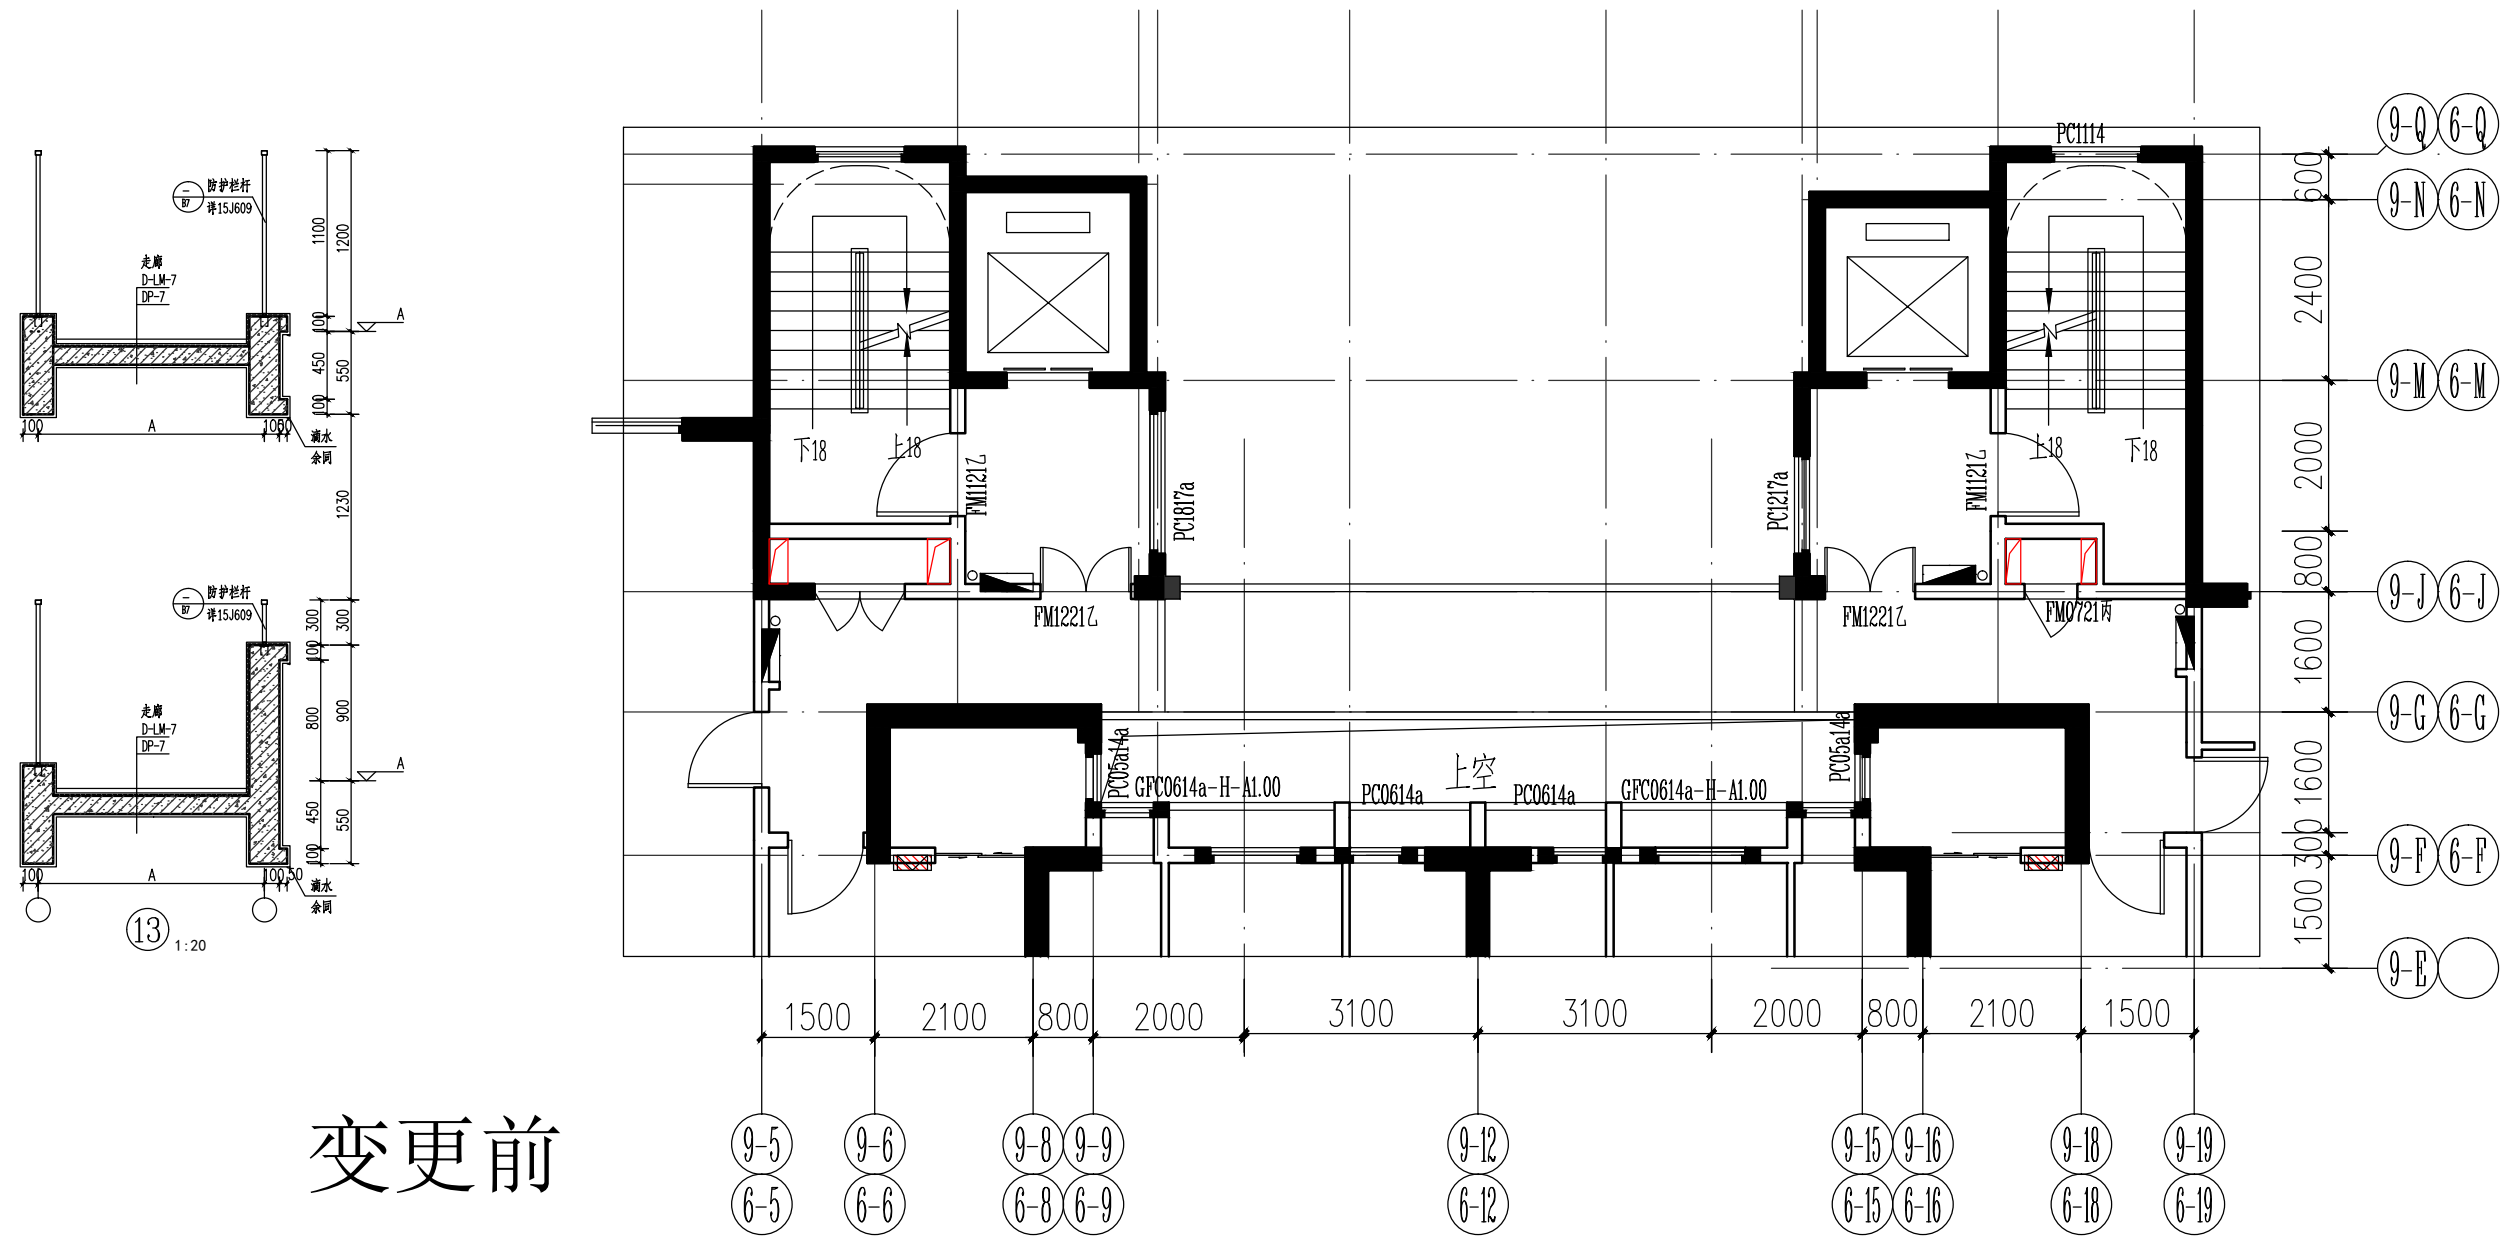 防护栏杆
详15J609
一
B7
走廊
D-LM-7
DP-7
1100
1200
100
450
550
100
A
100
A
100
50
滴水
余同
1230
防护栏杆
详15J609
一
B7
走廊
D-LM-7
DP-7
300
300
100
800
900
450
550
100
A
100
A
100
50
滴水
余同
13
1:20
变更前
PC1114
下18
上18
上18
下18
FM1121乙
PC1817a
PC1217a
FM1121乙
FM1221乙
FM1221乙
FM0721丙
PC05a14a
PC05a14a
上空
GFC0614a-H-A1.00
PC0614a
PC0614a
GFC0614a-H-A1.00
600
2400
2000
800
1600
1600
300
1500
9-Q
6-Q
9-N
6-N
9-M
6-M
9-J
6-J
9-G
6-G
9-F
6-F
9-E
1500
2100
800
2000
3100
3100
2000
800
2100
1500
9-5
9-6
9-8
9-9
9-12
9-15
9-16
9-18
9-19
6-5
6-6
6-8
6-9
6-12
6-15
6-16
6-18
6-19